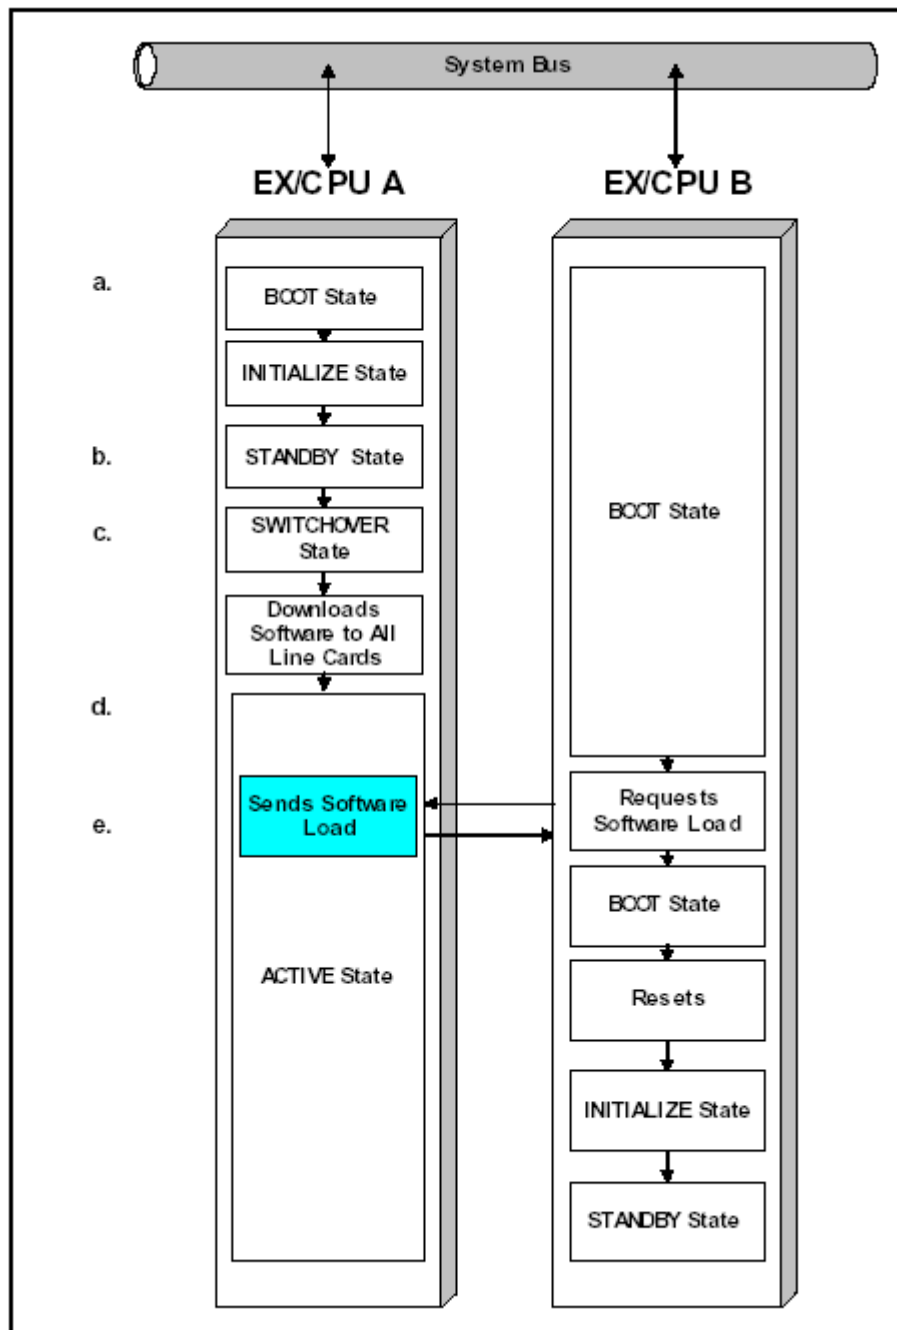 System Bus
EX/CPU A
EX/CPU B
a.
BOOT State
INITIALIZE State
b.
STANDBY State
c.
SWITCHOVER
State
Downloads
Software to All
Line Cards
d.
Sends Software
Load
e.
ACTIVE State
BOOT State
Requests
Software Load
BOOT State
Resets
INITIALIZE State
STANDBY State